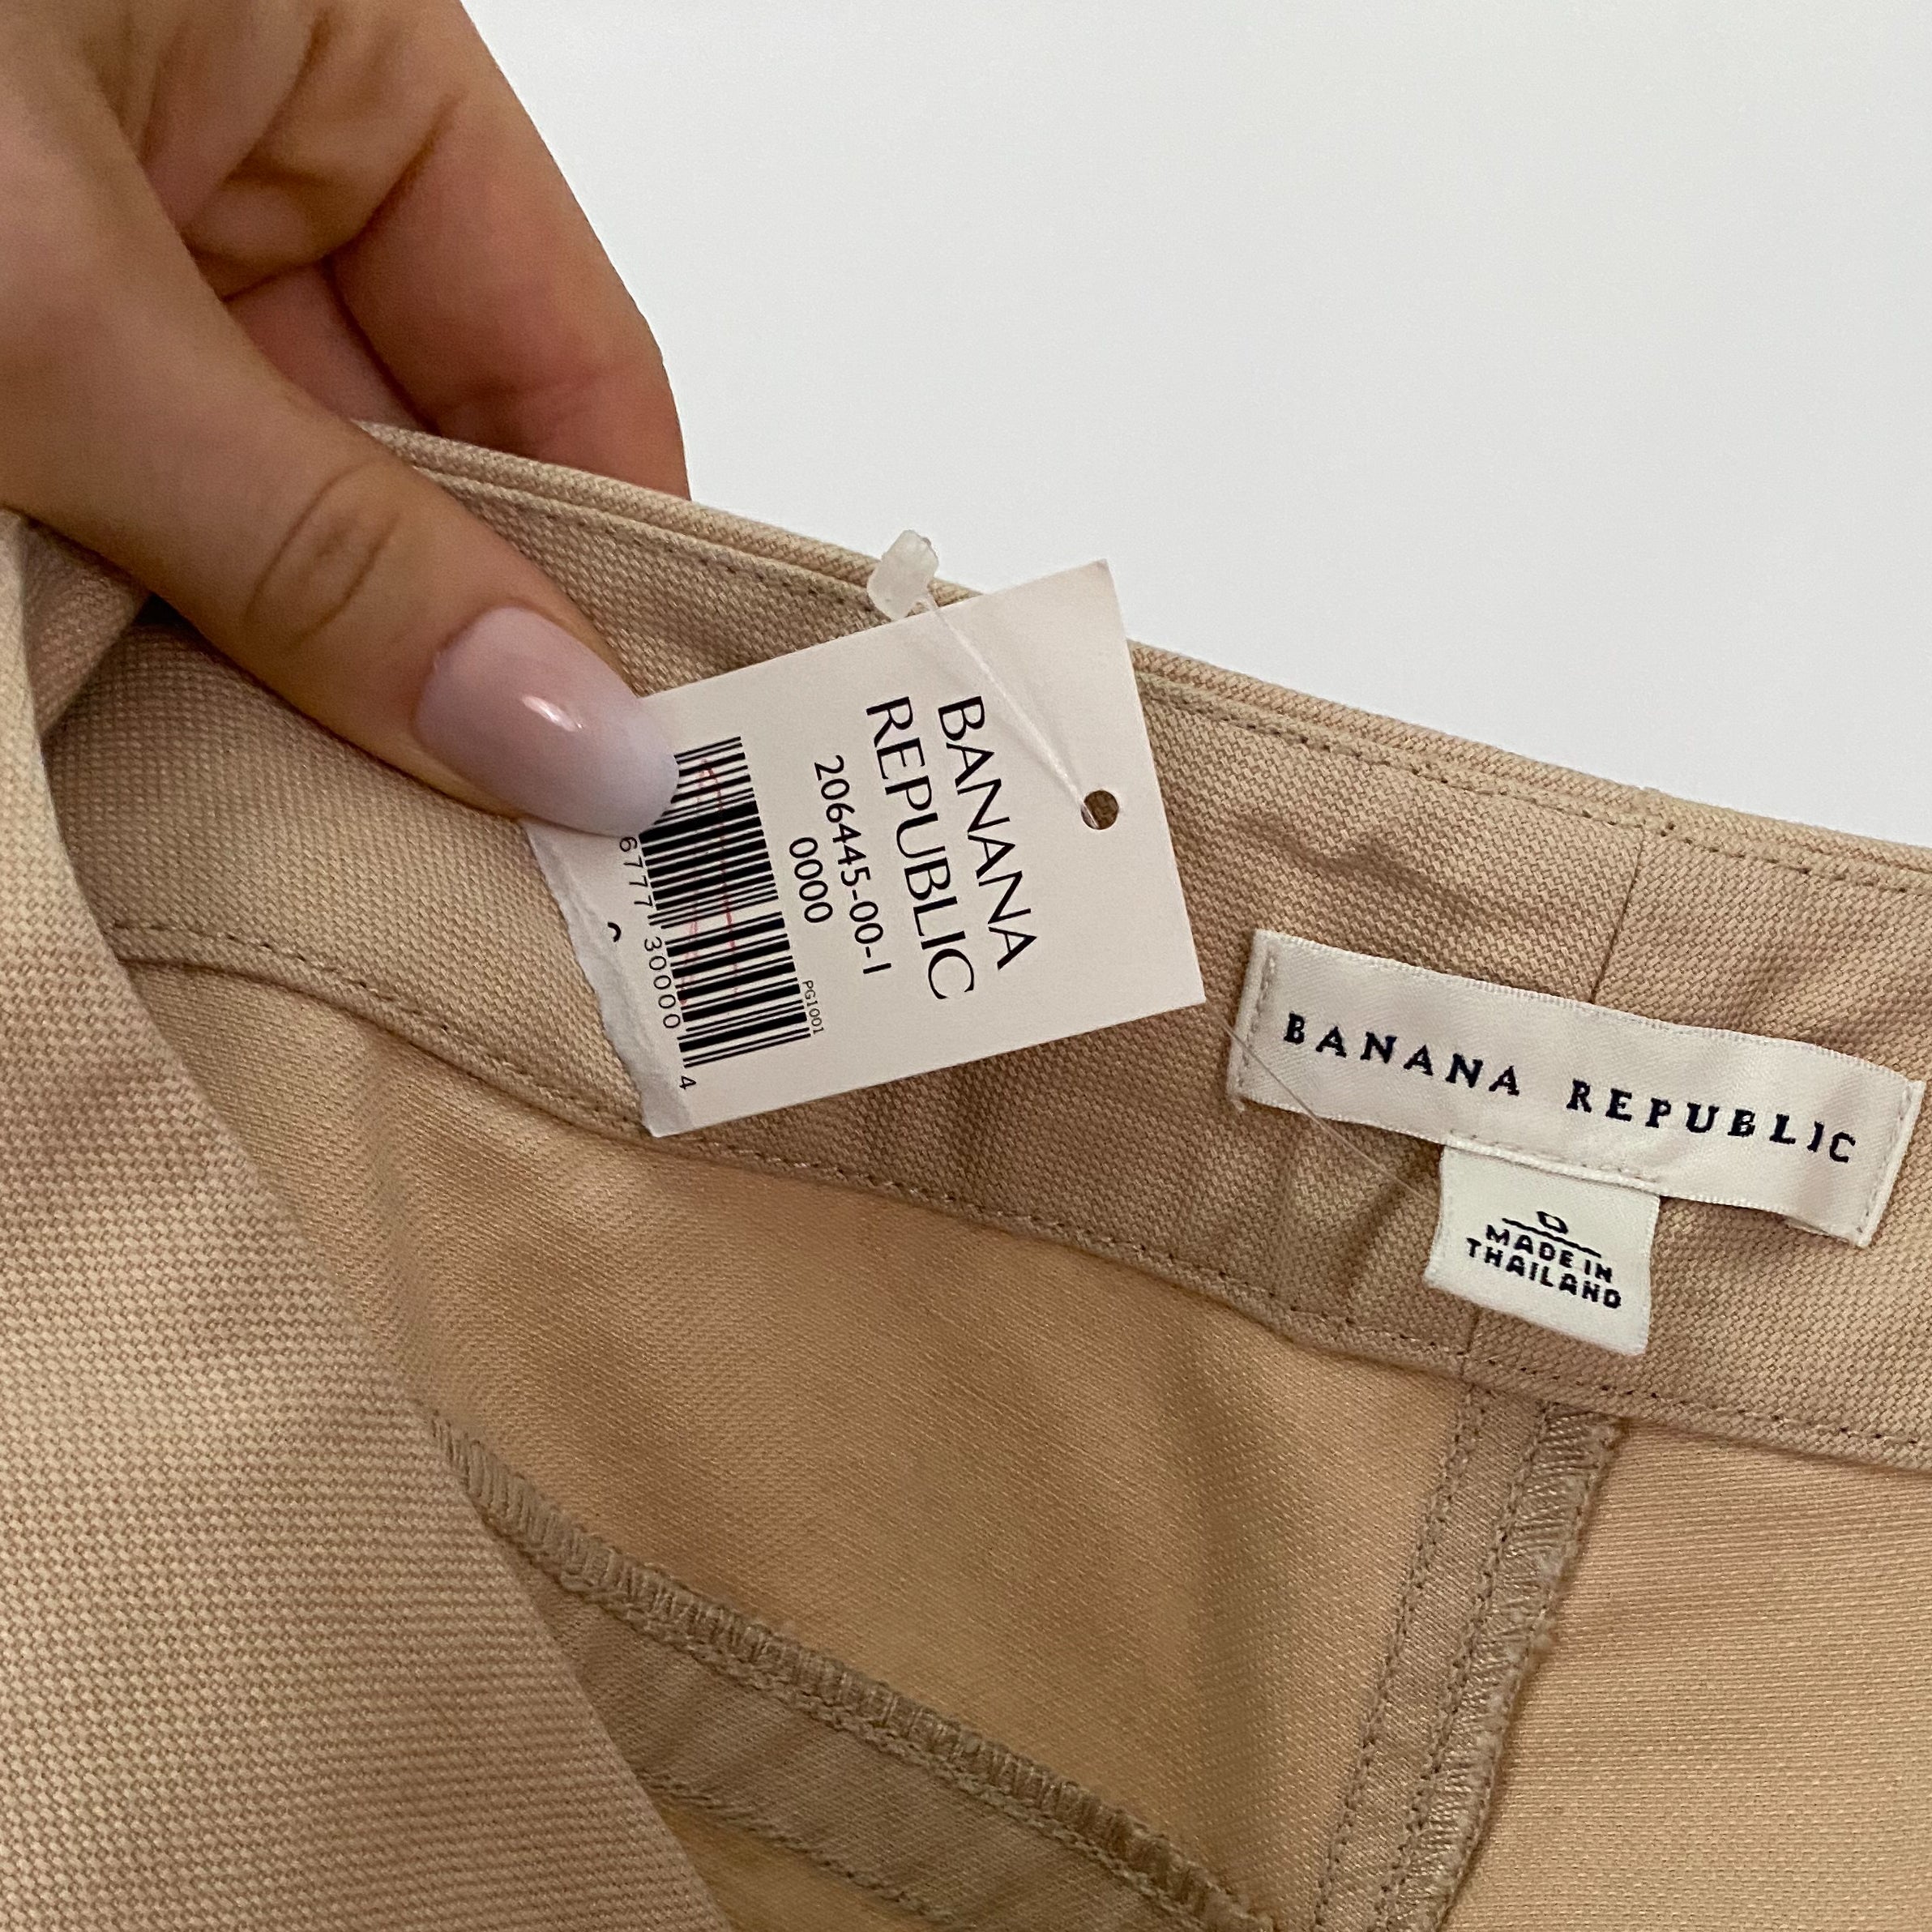 BANANA
REPUBLIC
206445-00-1
0000
PG1001
6777 30000 4
BANANA REPUBLIC
0
MADE IN
THAILAND